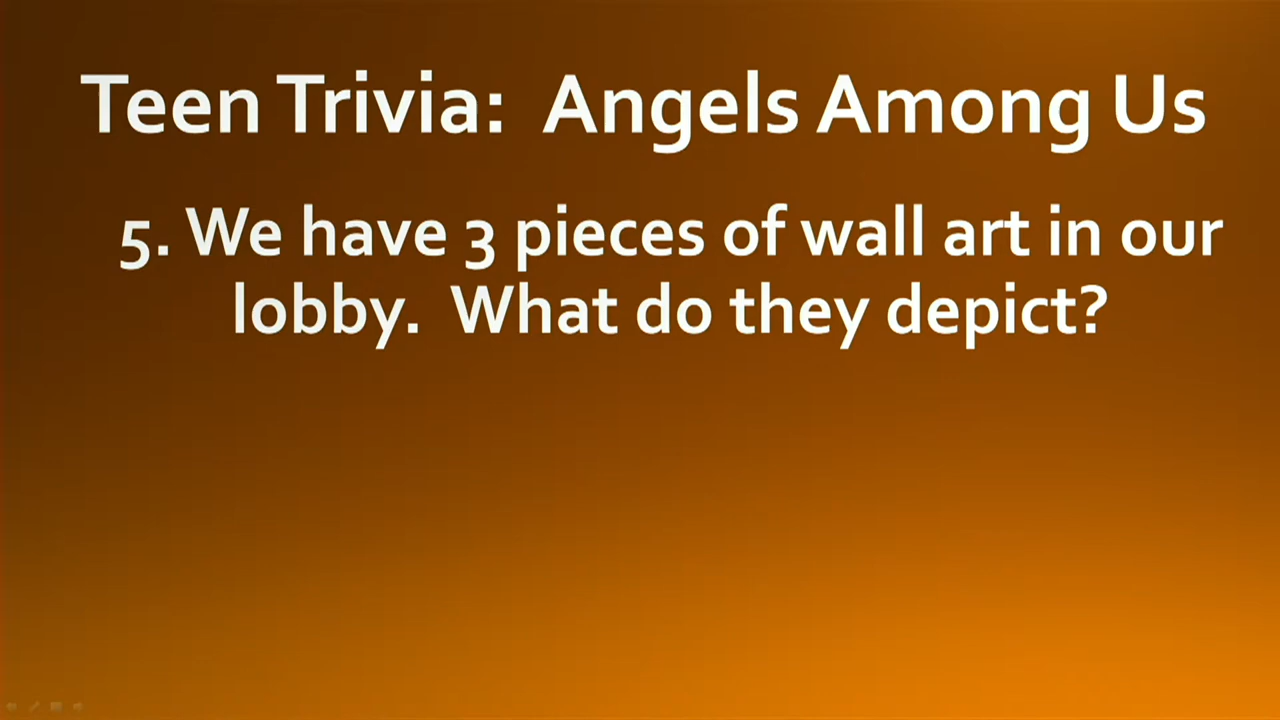 Teen Trivia: Angels Among Us
5. We have 3 pieces of wall art in our
lobby. What do they depict?